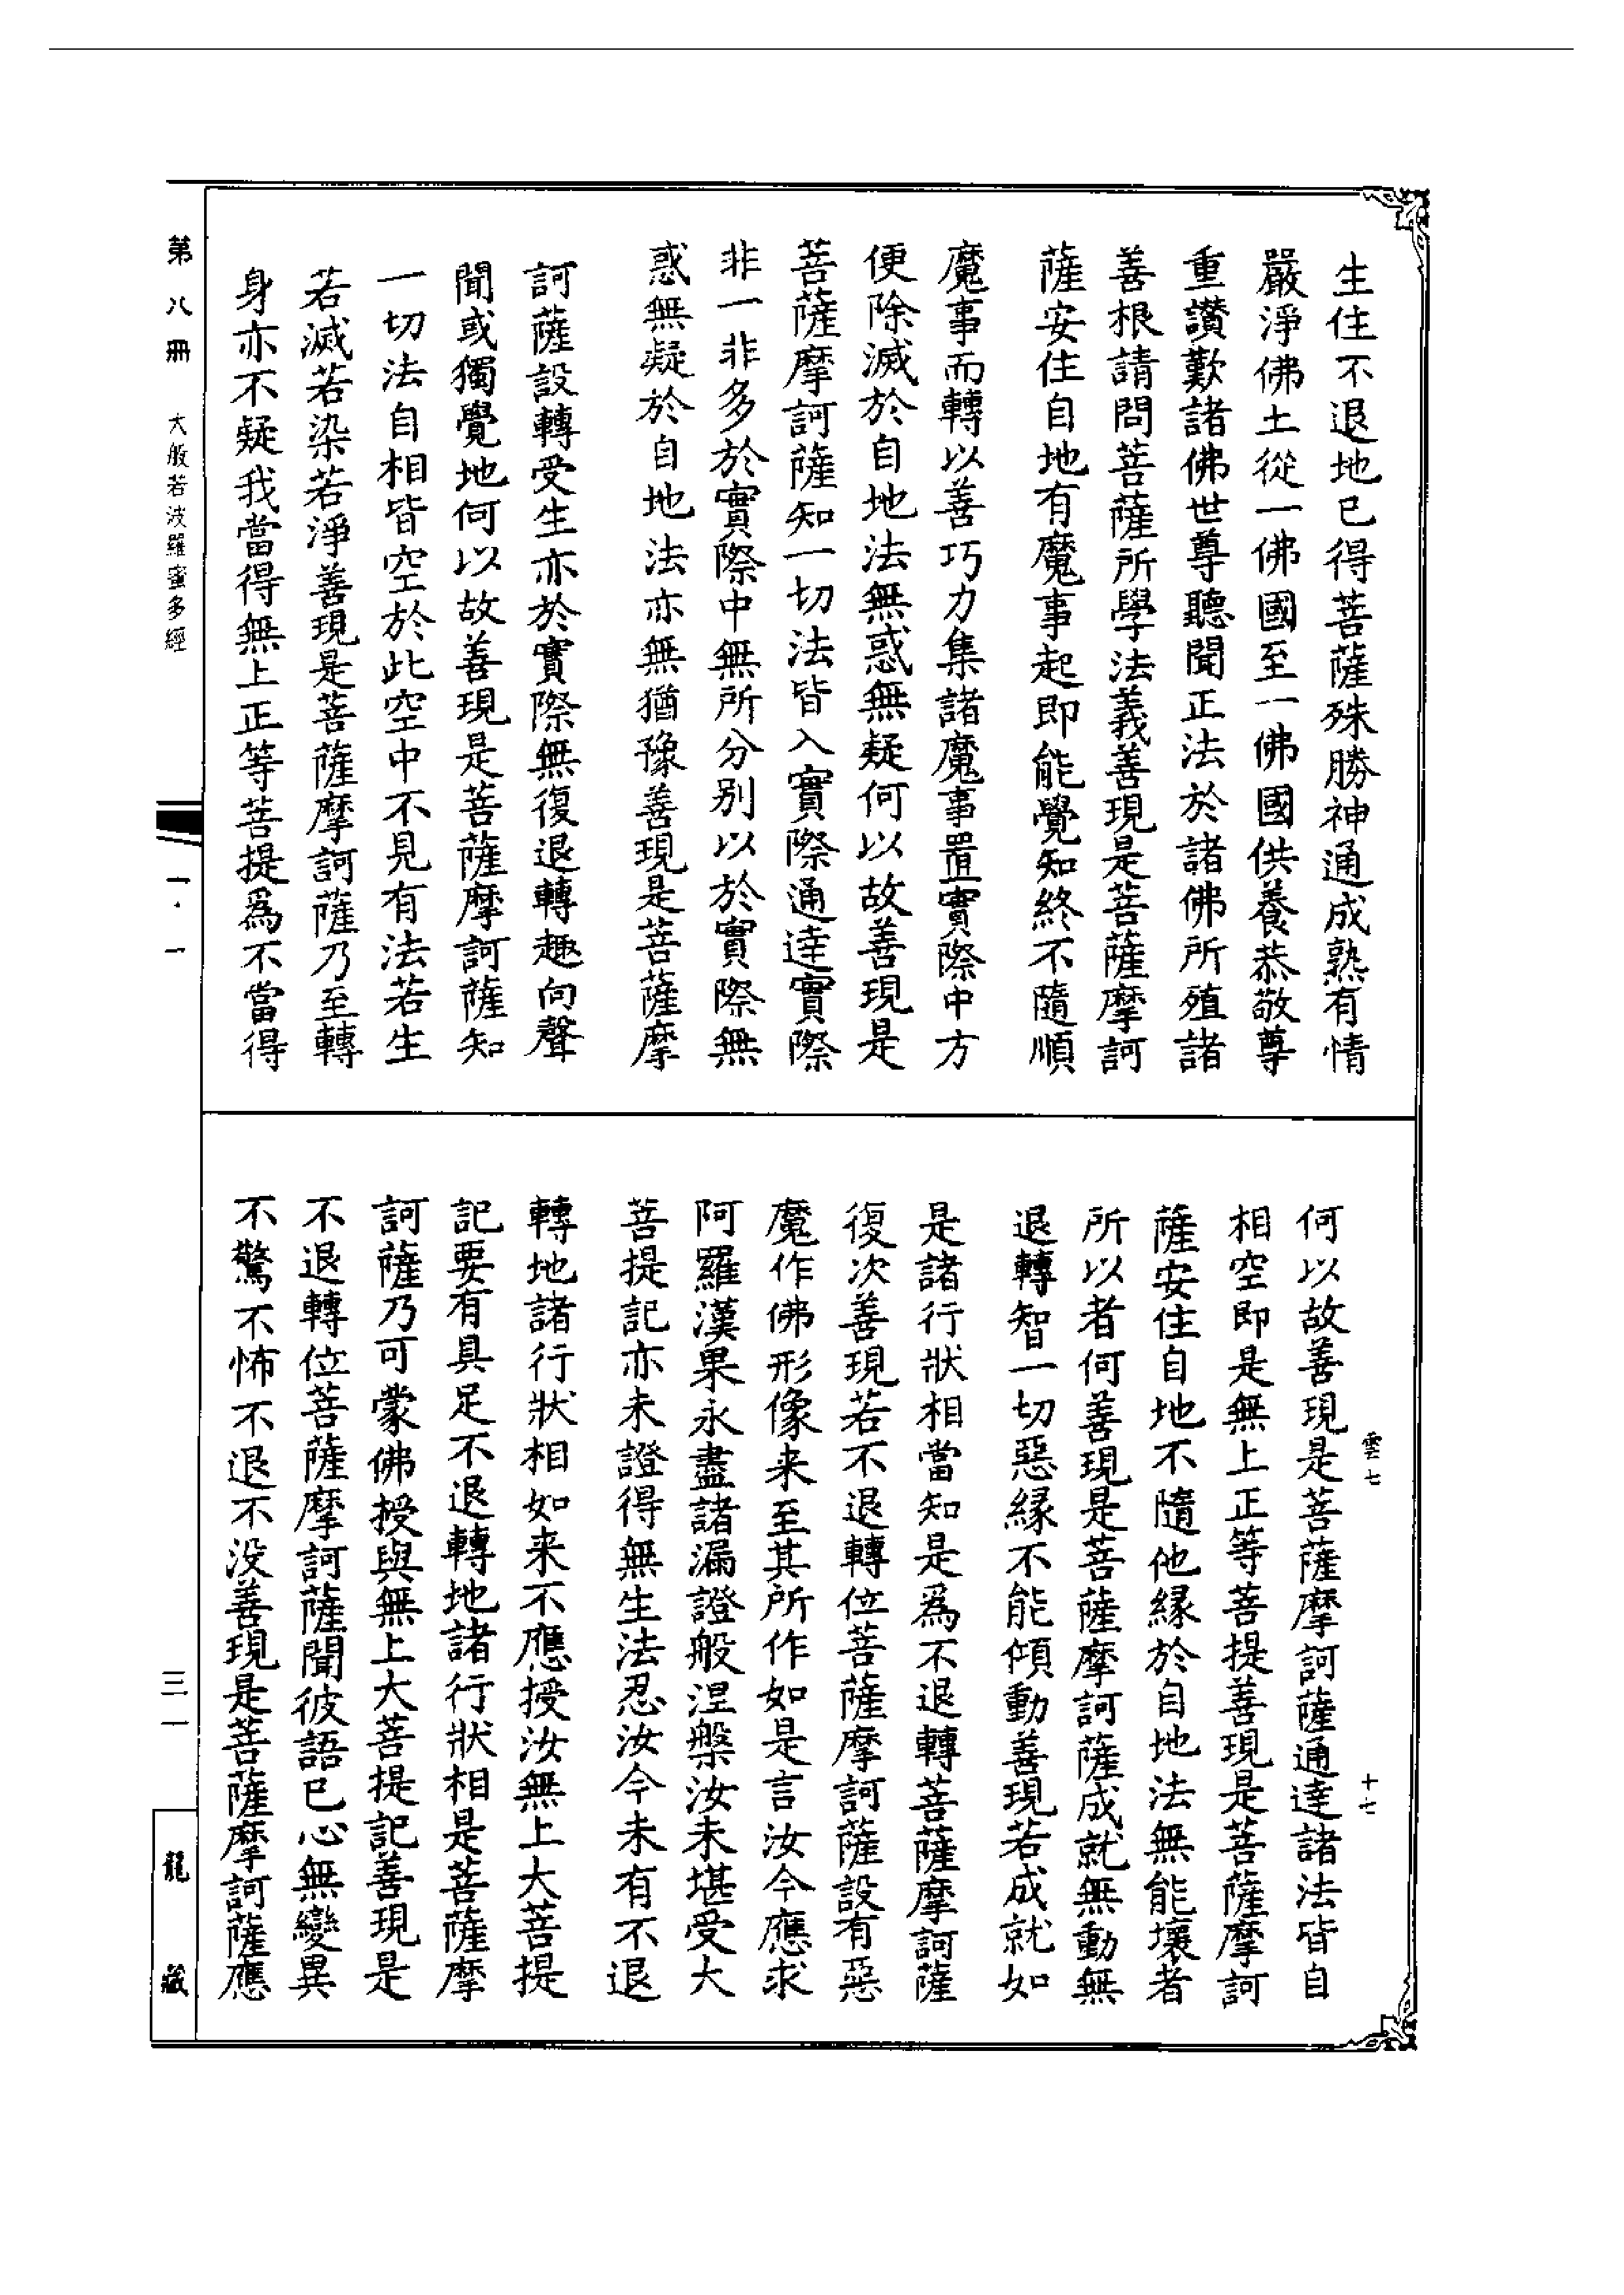 生住不退地已得菩薩殊勝神通成熟有情
嚴淨佛土從一佛國至一佛國供養恭敬尊
重讚歎諸佛世尊聽聞正法於諸佛所殖諸
善根請問菩薩所學法義善現是菩薩摩訶
薩安住自地有魔事起即能覺知終不隨順
魔事而轉以善巧力集諸魔事置實際中方
便除滅於自地法無惑無疑何以故善現是
菩薩摩訶薩知一切法皆入實際通達實際
非一非多於實際中無所分別以於實際無
惑無疑於自地法亦無猶豫善現是菩薩摩
訶薩設轉受生亦於實際無復退轉趣向聲
聞或獨覺地何以故善現是菩薩摩訶薩知
一切法自相皆空於此空中不見有法若生
若滅若染若淨善現是菩薩摩訶薩乃至轉
身亦不疑我當得無上正等菩提為不當得
何以故善現是菩薩摩訶薩通達諸法皆自
相空即是無上正等菩提善現是菩薩摩訶
薩安住自地不隨他緣於自地法無能壞者
所以者何善現是菩薩摩訶薩成就無動無
退轉智一切惡緣不能傾動善現若成就如
是諸行狀相當知是為不退轉菩薩摩訶薩
復次善現若不退轉位菩薩摩訶薩設有惡
魔作佛形像来至其所作如是言汝今應求
阿羅漢果永盡諸漏證般涅槃汝未堪受大
菩提記亦未證得無生法忍汝今未有不退
轉地諸行狀相如来不應授汝無上大菩提
記要有具足不退轉地諸行狀相是菩薩摩
訶薩乃可蒙佛授與無上大菩提記善現是
不退轉位菩薩摩訶薩聞彼語已心無變異
不驚不怖不退不没善現是菩薩摩訶薩應
雲七
十七
第八冊
大般若波羅蜜多經
一·一
三一
龍藏